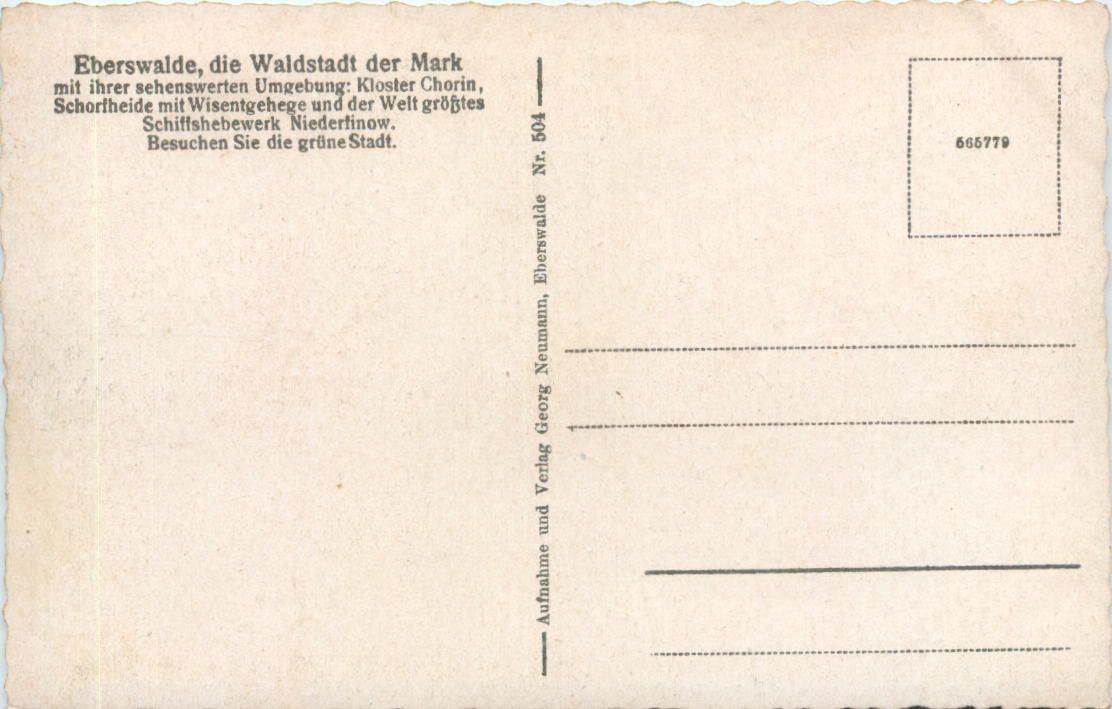 Eberswalde, die Waldstadt der Mark
mit ihrer sehenswerten Umgebung: Kloster Chorin,
Schorfheide mit Wisentgehege und der Welt größtes
Schiffshebewerk Niederfinow.
Besuchen Sie die grüne Stadt.
Aufnahme und Verlag Georg Neumann, Eberswalde Nr. 504
565779